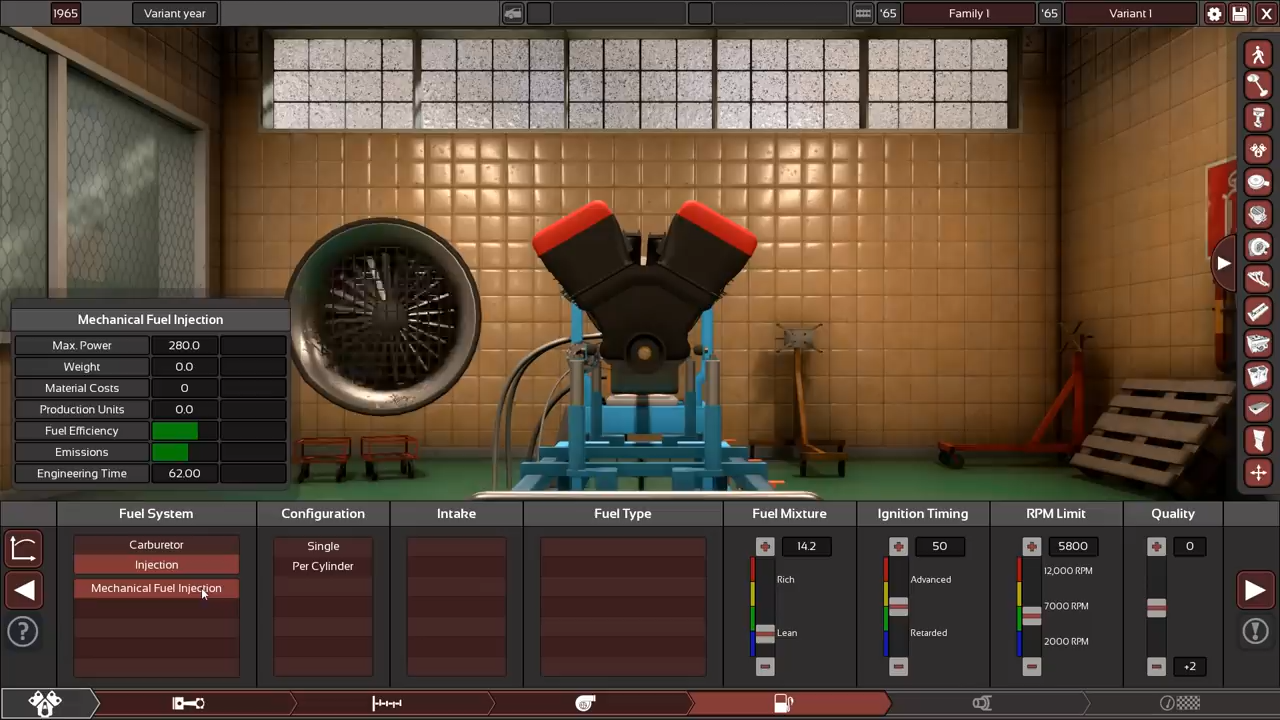 1965 Variant year '65 Family 1 '65 Variant 1
Mechanical Fuel Injection
Max. Power 280.0
Weight 0.0
Material Costs 0
Production Units 0.0
Fuel Efficiency
Emissions
Engineering Time 62.00
Fuel System Configuration Intake Fuel Type Fuel Mixture Ignition Timing RPM Limit Quality
Carburetor
Injection
Mechanical Fuel Injection
Single
Per Cylinder
14.2
Rich
Lean
50
Advanced
Retarded
5800
12,000 RPM
7000 RPM
2000 RPM
0
+2